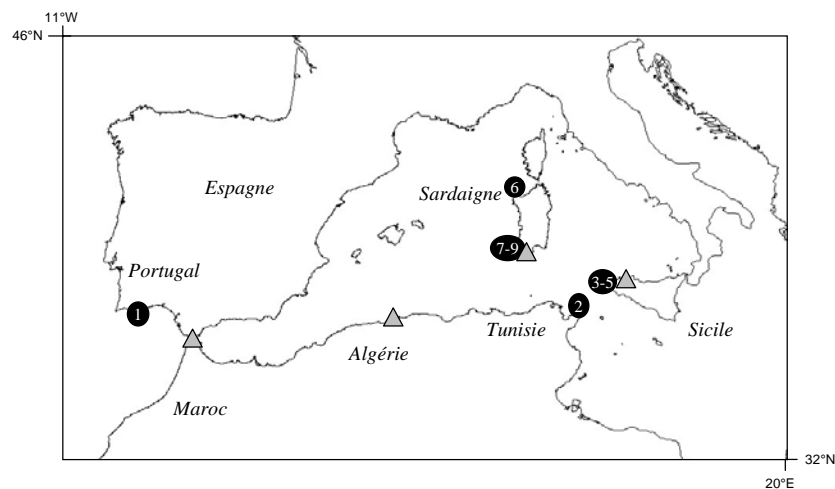 11°W
46°N
Espagne
Sardaigne
6
7-9
Portugal
3-5
1
2
Tunisie
Sicile
Algérie
Maroc
32°N
20°E